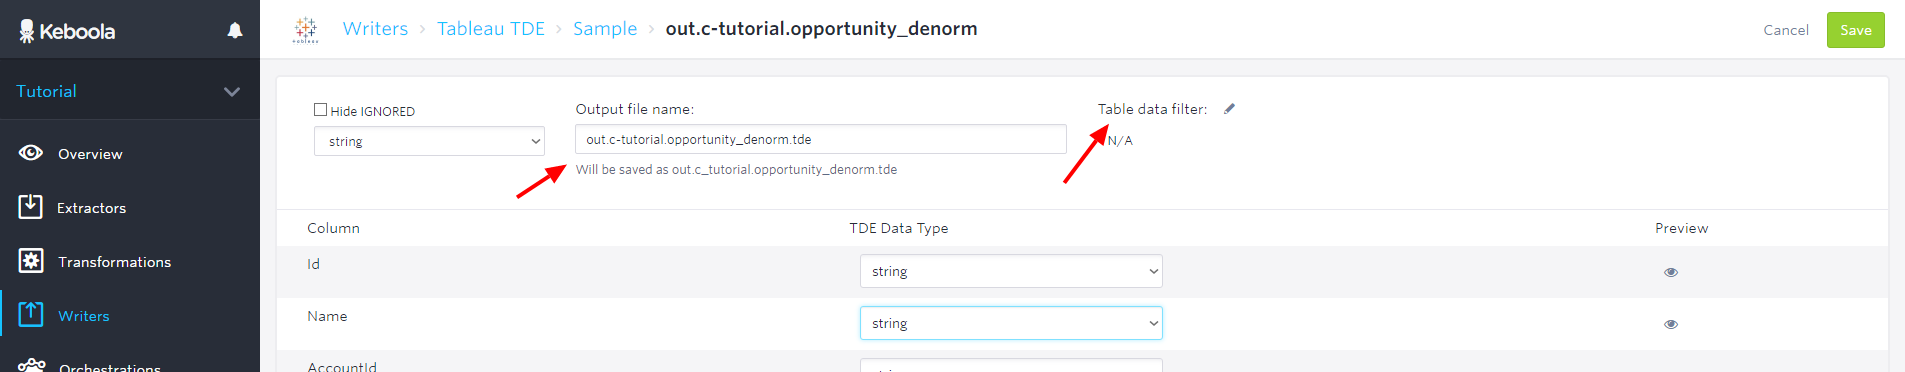 Keboola
Writers > Tableau TDE > Sample > out.c-tutorial.opportunity_denorm
Cancel
Save
Tutorial
Overview
Extractors
Transformations
Writers
Orchestrations
Hide IGNORED
string
Output file name:
out.c-tutorial.opportunity_denorm.tde
Will be saved as out.c_tutorial.opportunity_denorm.tde
Table data filter:
N/A
Column
TDE Data Type
Preview
Id
string
Name
string
AccountId